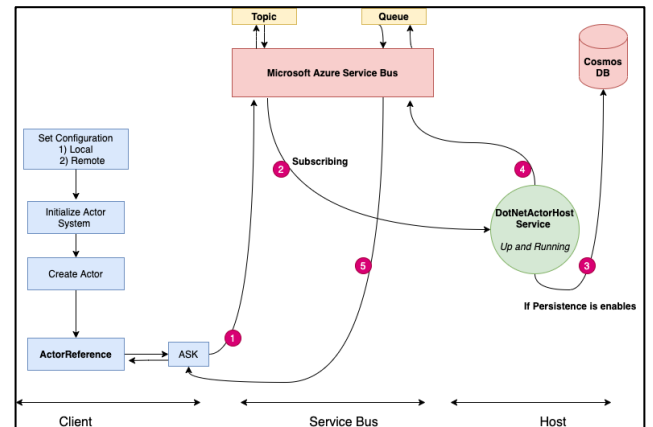 Topic
Queue
Microsoft Azure Service Bus
Cosmos
DB
Set Configuration
1) Local
2) Remote
Subscribing
2
4
Initialize Actor
System
DotNetActorHost
Service
Up and Running
Create Actor
5
3
If Persistence is enables
1
ActorReference
ASK
Client
Service Bus
Host